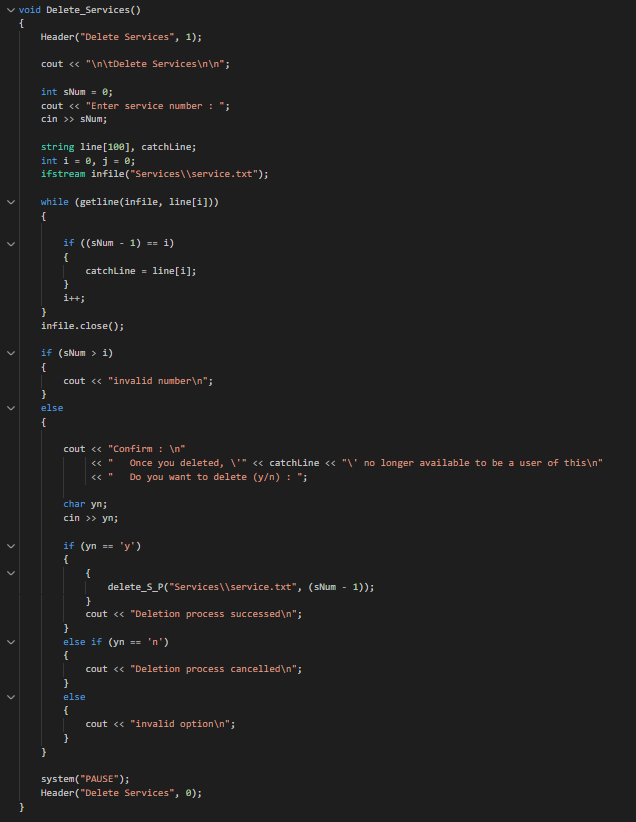 void Delete_Services()
{
Header("Delete Services", 1);
cout << "\n\tDelete Services\n\n";
int sNum = 0;
cout << "Enter service number : ";
cin >> sNum;
string line[100], catchLine;
int i = 0, j = 0;
ifstream infile("Services\\service.txt");
while (getline(infile, line[i]))
{
if ((sNum - 1) == i)
{
catchLine = line[i];
}
i++;
}
infile.close();
if (sNum > i)
{
cout << "invalid number\n";
}
else
{
cout << "Confirm : \n"
<< "   Once you deleted, \'" << catchLine << "\' no longer available to be a user of this\n"
<< "   Do you want to delete (y/n) : ";
char yn;
cin >> yn;
if (yn == 'y')
{
{
delete_S_P("Services\\service.txt", (sNum - 1));
}
cout << "Deletion process successed\n";
}
else if (yn == 'n')
{
cout << "Deletion process cancelled\n";
}
else
{
cout << "invalid option\n";
}
}
system("PAUSE");
Header("Delete Services", 0);
}